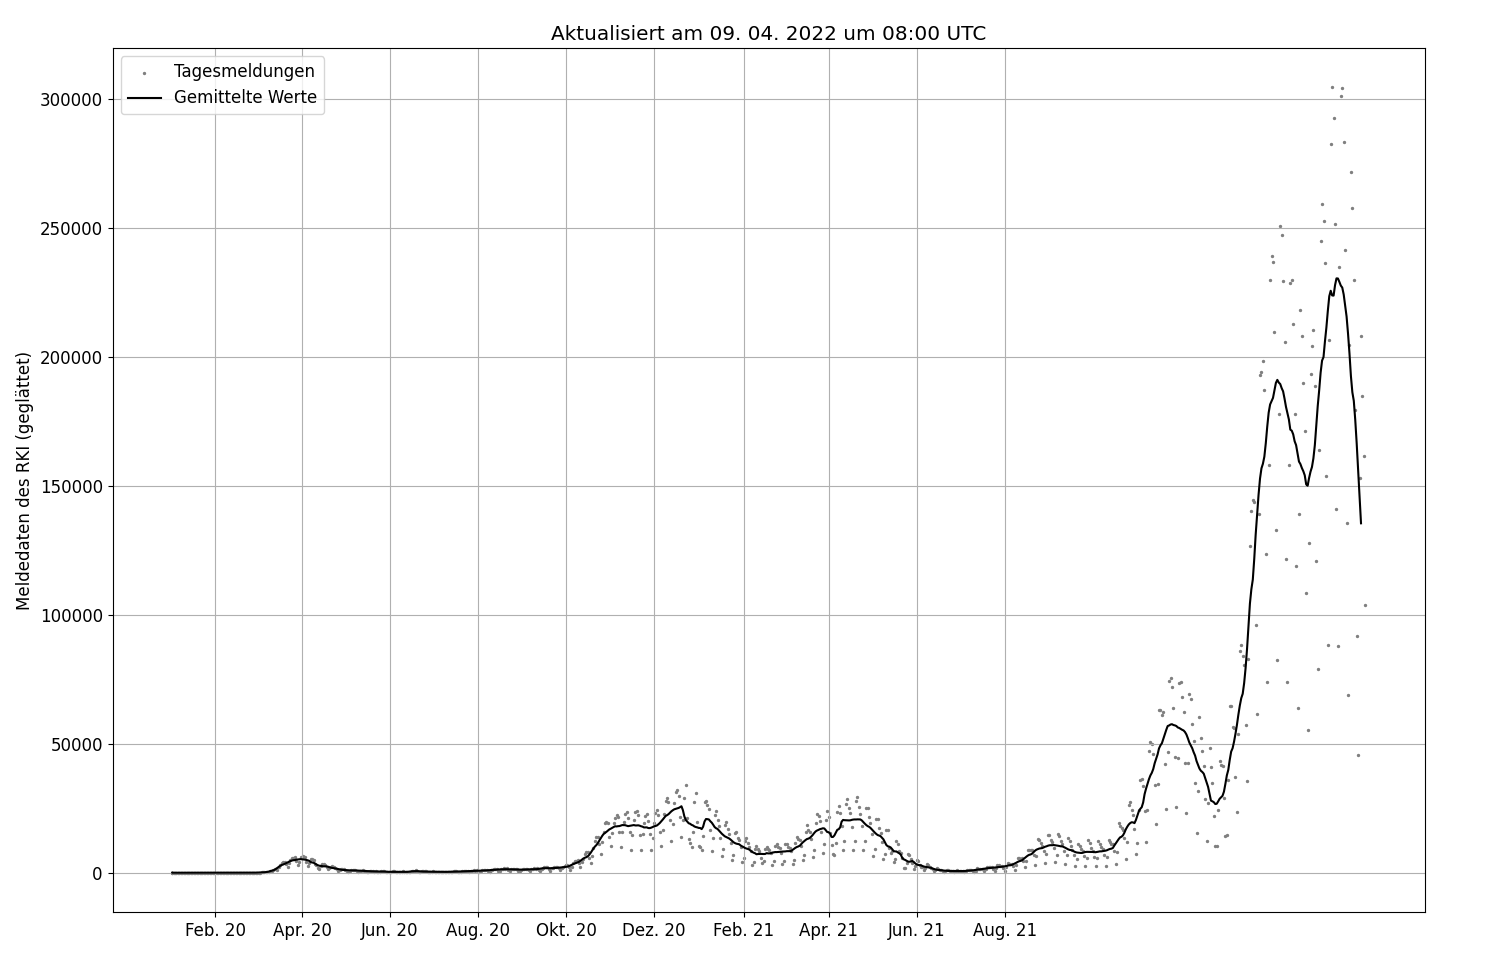 Aktualisiert am 09. 04. 2022 um 08:00 UTC
Tagesmeldungen
Gemittelte Werte
Meldedaten des RKI (geglättet)
300000
250000
200000
150000
100000
50000
0
Feb. 20 Apr. 20 Jun. 20 Aug. 20 Okt. 20 Dez. 20 Feb. 21 Apr. 21 Jun. 21 Aug. 21